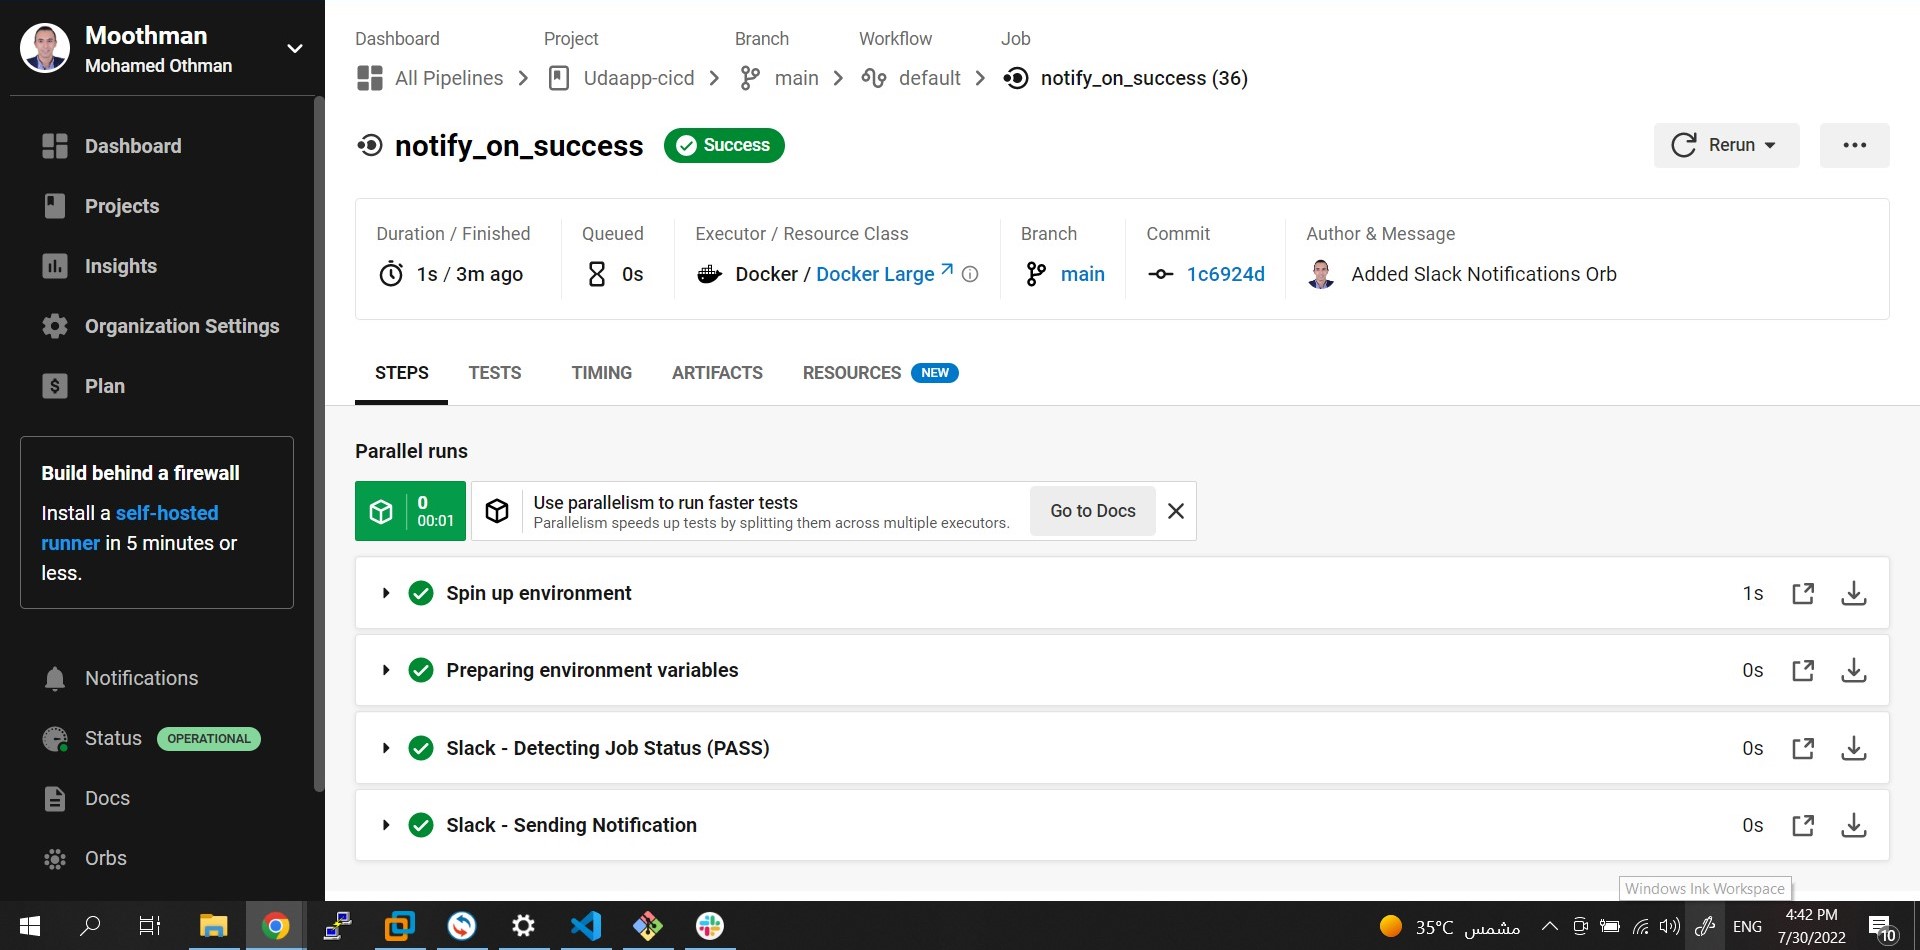 Moothman
Mohamed Othman
Dashboard
Projects
Insights
Organization Settings
Plan
Build behind a firewall
Install a self-hosted
runner in 5 minutes or
less.
Notifications
Status OPERATIONAL
Docs
Orbs
Dashboard Project Branch Workflow Job
All Pipelines Udaapp-cicd main default notify_on_success (36)
notify_on_success Success
Rerun
Duration / Finished Queued Executor / Resource Class Branch Commit Author & Message
1s / 3m ago 0s Docker / Docker Large main 1c6924d Added Slack Notifications Orb
STEPS TESTS TIMING ARTIFACTS RESOURCES NEW
Parallel runs
0
00:01
Use parallelism to run faster tests
Parallelism speeds up tests by splitting them across multiple executors.
Go to Docs
Spin up environment 1s
Preparing environment variables 0s
Slack - Detecting Job Status (PASS) 0s
Slack - Sending Notification 0s
Windows Ink Workspace
35°C مشمس ENG
4:42 PM
7/30/2022
10